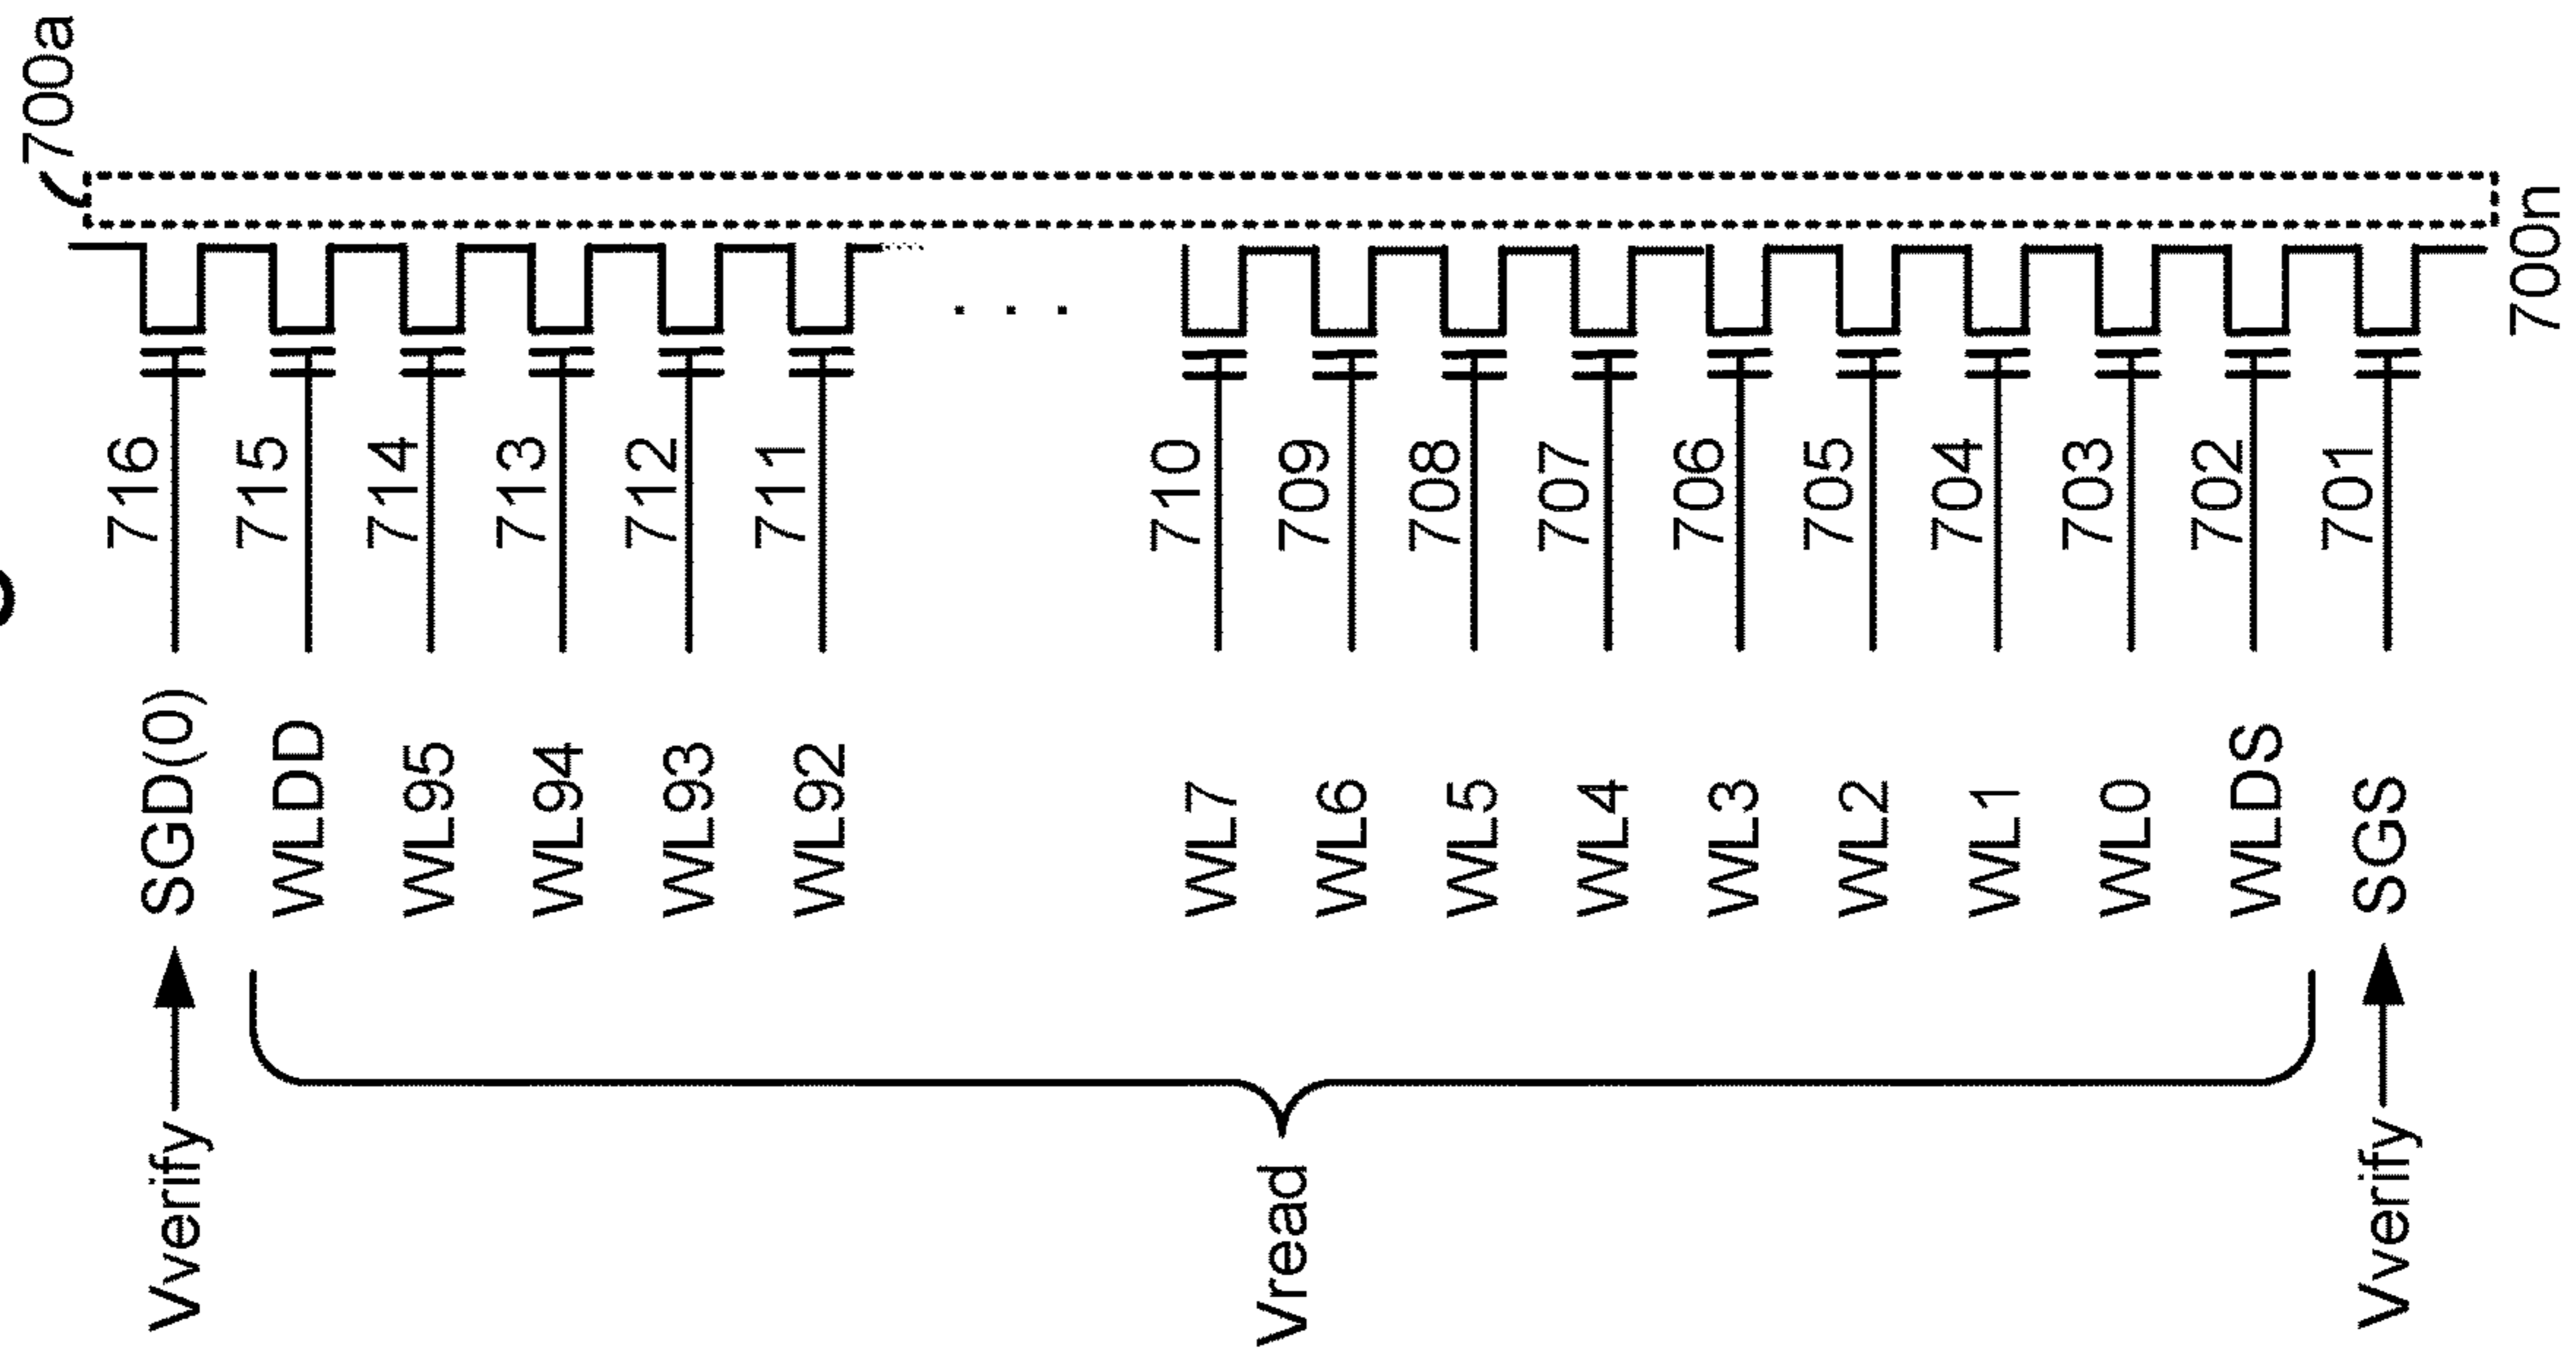 700a
Vverify SGD(0) 716
WLDD 715
WL95 714
WL94 713
WL93 712
WL92 711
. . .
Vread
WL7 710
WL6 709
WL5 708
WL4 707
WL3 706
WL2 705
WL1 704
WL0 703
WLDS 702
Vverify SGS 701
700n